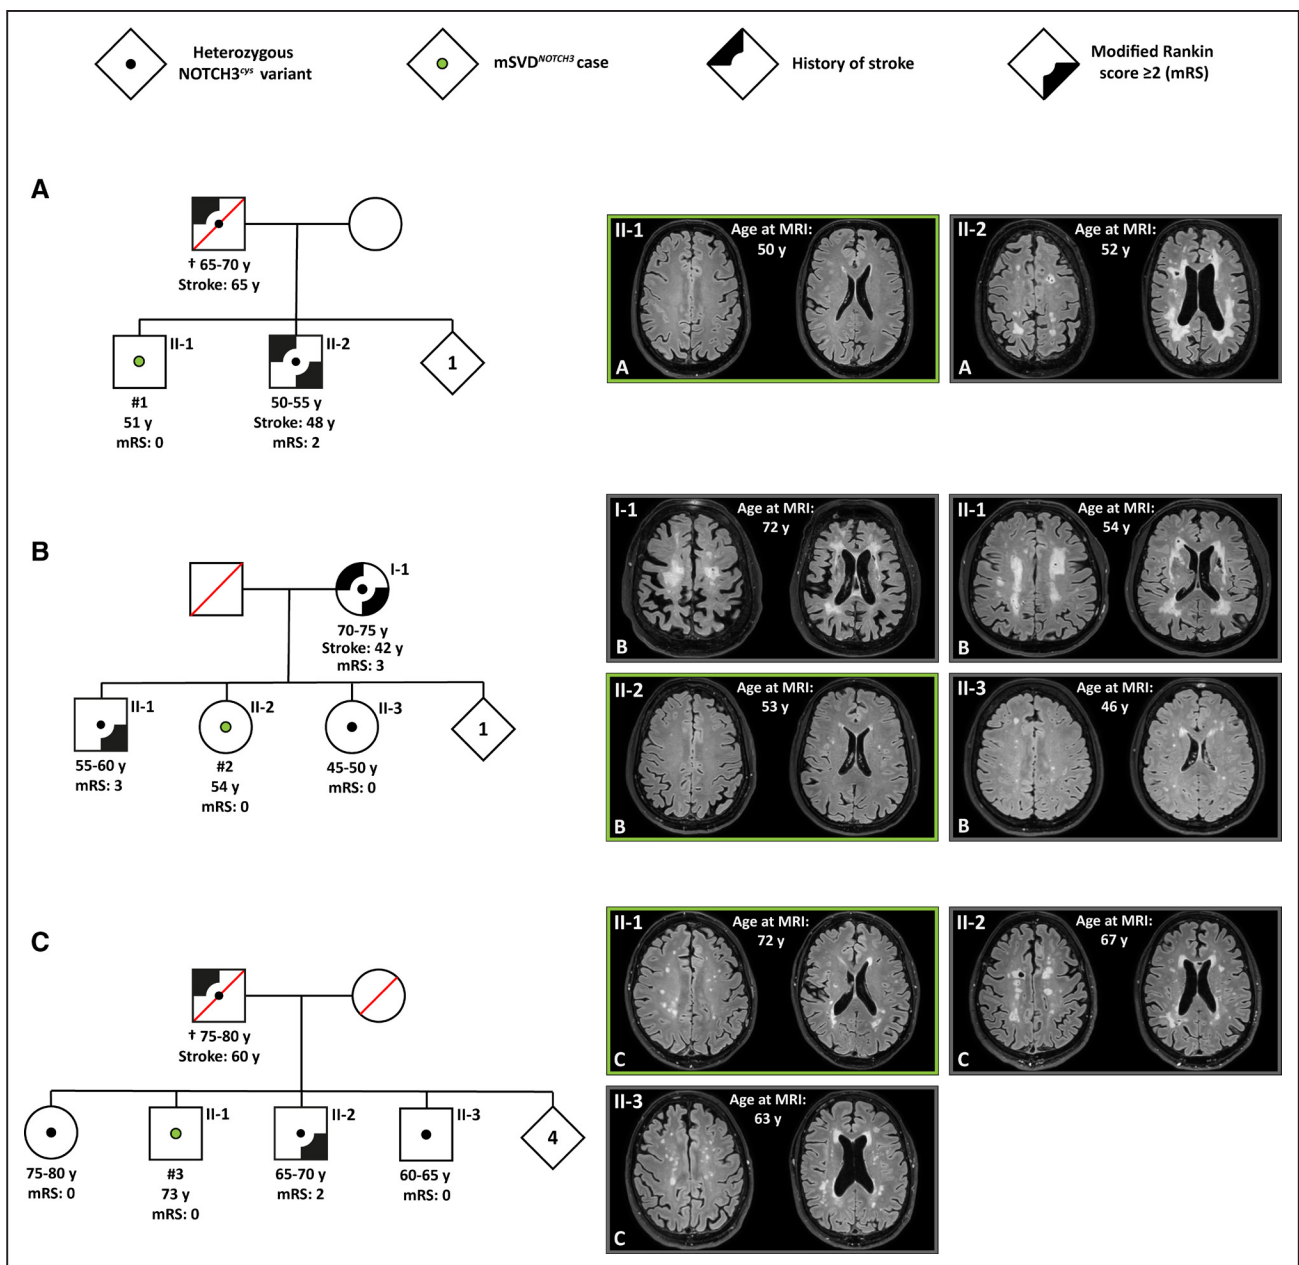 Heterozygous
NOTCH3cys variant
mSVDNOTCH3 case
History of stroke
Modified Rankin
score ≥2 (mRS)
A
† 65-70 y
Stroke: 65 y
II-1
#1
51 y
mRS: 0
II-2
50-55 y
Stroke: 48 y
mRS: 2
1
II-1
Age at MRI:
50 y
A
II-2
Age at MRI:
52 y
A
B
I-1
70-75 y
Stroke: 42 y
mRS: 3
II-1
55-60 y
mRS: 3
II-2
#2
54 y
mRS: 0
II-3
45-50 y
mRS: 0
1
I-1
Age at MRI:
72 y
B
II-1
Age at MRI:
54 y
B
II-2
Age at MRI:
53 y
B
II-3
Age at MRI:
46 y
B
C
† 75-80 y
Stroke: 60 y
75-80 y
mRS: 0
II-1
#3
73 y
mRS: 0
II-2
65-70 y
mRS: 2
II-3
60-65 y
mRS: 0
4
II-1
Age at MRI:
72 y
C
II-2
Age at MRI:
67 y
C
II-3
Age at MRI:
63 y
C